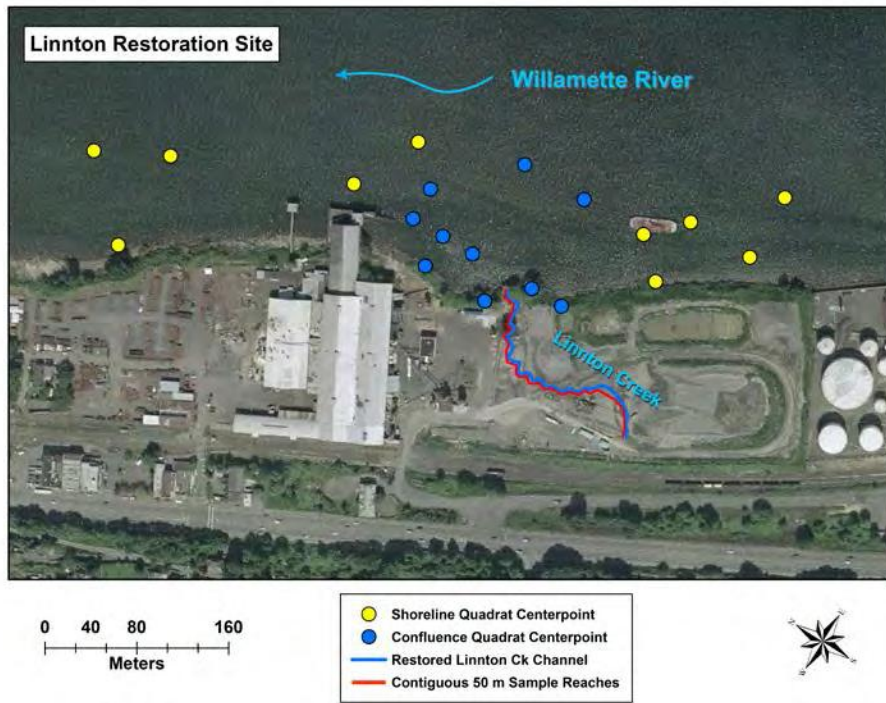 Linnton Restoration Site
Willamette River
Linnton Creek
0 40 80 160
Meters
Shoreline Quadrat Centerpoint
Confluence Quadrat Centerpoint
Restored Linnton Ck Channel
Contiguous 50 m Sample Reaches